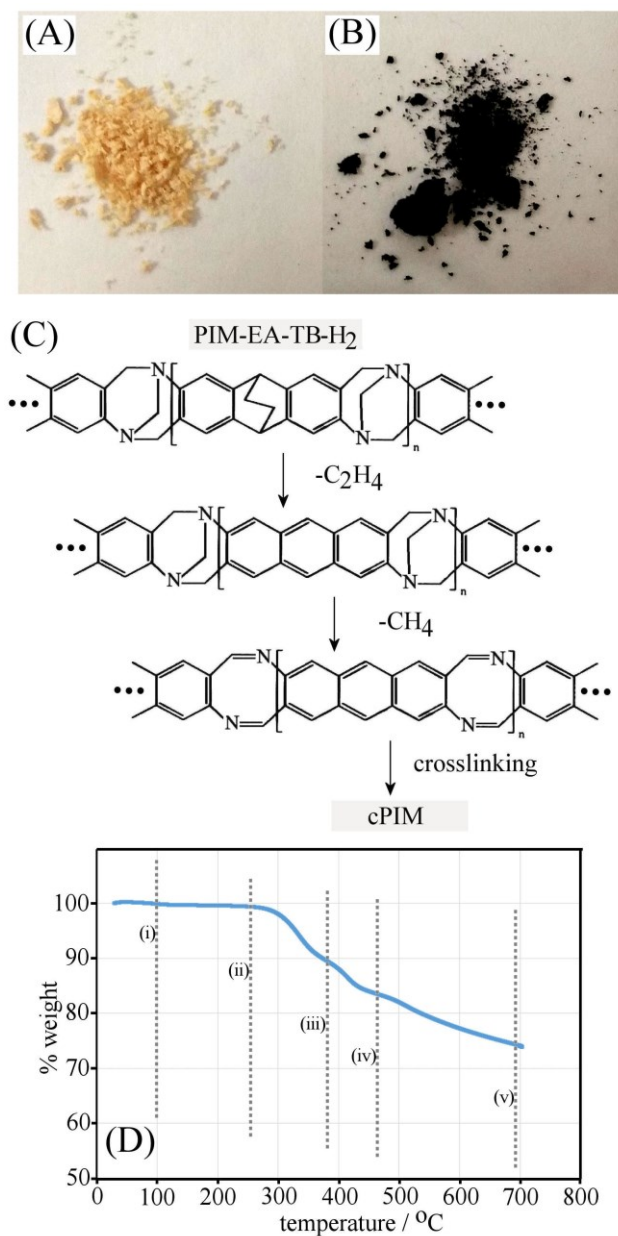 (A) (B)
(C) PIM-EA-TB-H2
N N
N N
n
-C2H4
N N
N N
n
-CH4
N N
N N
n
crosslinking
cPIM
100
90
80
70
60
50
% weight
(i)
(ii)
(iii)
(iv)
(v)
(D)
0 100 200 300 400 500 600 700 800
temperature / °C